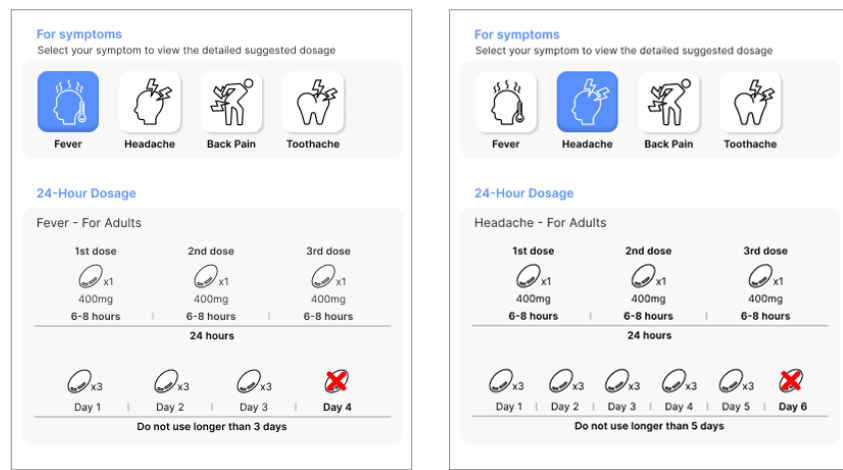 For symptoms
Select your symptom to view the detailed suggested dosage
Fever Headache Back Pain Toothache
24-Hour Dosage
Fever - For Adults
1st dose 2nd dose 3rd dose
x1 x1 x1
400mg 400mg 400mg
6-8 hours 6-8 hours 6-8 hours
24 hours
x3 x3 x3
Day 1 Day 2 Day 3 Day 4
Do not use longer than 3 days
For symptoms
Select your symptom to view the detailed suggested dosage
Fever Headache Back Pain Toothache
24-Hour Dosage
Headache - For Adults
1st dose 2nd dose 3rd dose
x1 x1 x1
400mg 400mg 400mg
6-8 hours 6-8 hours 6-8 hours
24 hours
x3 x3 x3 x3 x3
Day 1 Day 2 Day 3 Day 4 Day 5 Day 6
Do not use longer than 5 days